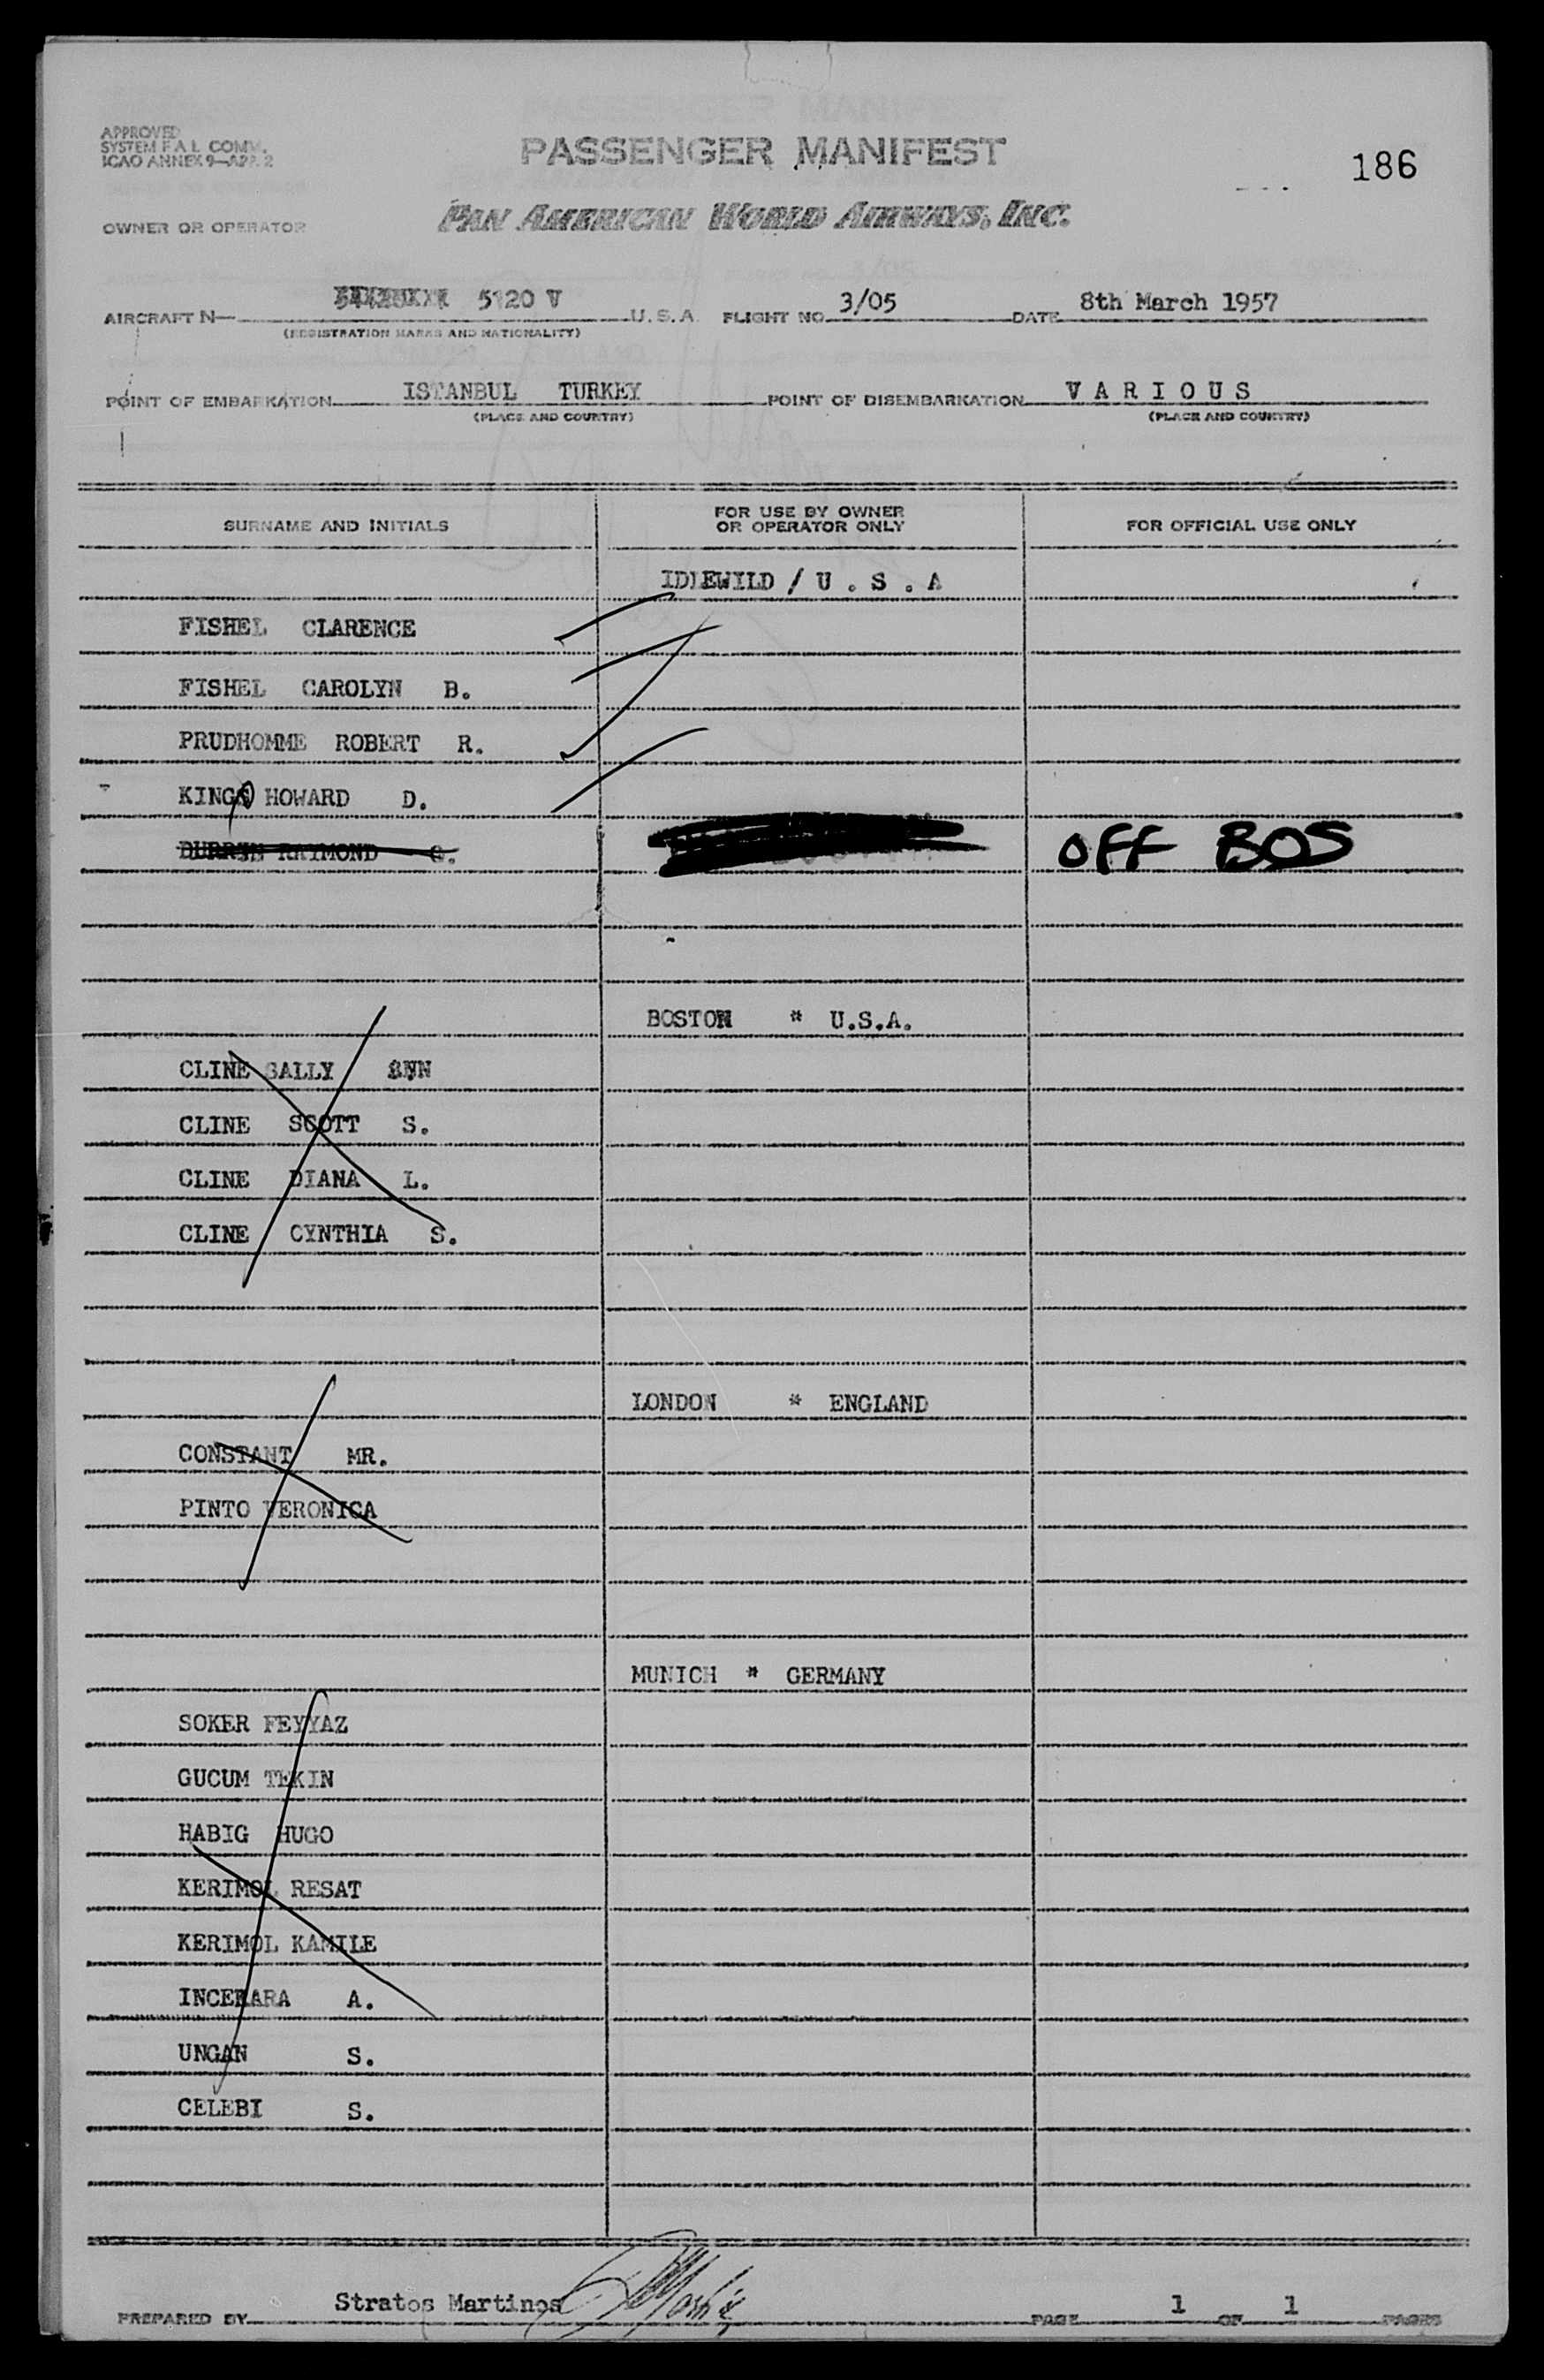 APPROVED
SYSTEM F A L COMM.
ICAO ANNEX 9—APP. 2
PASSENGER MANIFEST
186
OWNER OR OPERATOR PAN AMERICAN WORLD AIRWAYS, INC.
AIRCRAFT N— 5120 V U.S.A. FLIGHT NO. 3/05 DATE 8th March 1957
(REGISTRATION MARKS AND NATIONALITY)
POINT OF EMBARKATION ISTANBUL TURKEY POINT OF DISEMBARKATION V A R I O U S
(PLACE AND COUNTRY) (PLACE AND COUNTRY)
SURNAME AND INITIALS FOR USE BY OWNER OR OPERATOR ONLY FOR OFFICIAL USE ONLY
IDLEWILD / U . S . A
FISHEL CLARENCE
FISHEL CAROLYN B.
PRUDHOMME ROBERT R.
KING HOWARD D.
RAYMOND OFF BOS
BOSTON * U.S.A.
CLINE SALLY ANN
CLINE SCOTT S.
CLINE DIANA L.
CLINE CYNTHIA S.
LONDON * ENGLAND
CONSTANT MR.
PINTO VERONICA
MUNICH * GERMANY
SOKER FEYYAZ
GUCUM TEKIN
HABIG HUGO
KERIMOL RESAT
KERIMOL KAMILE
INCEKARA A.
UNGAN S.
CELEBI S.
PREPARED BY Stratos Martinos PAGE 1 OF 1 PAGES